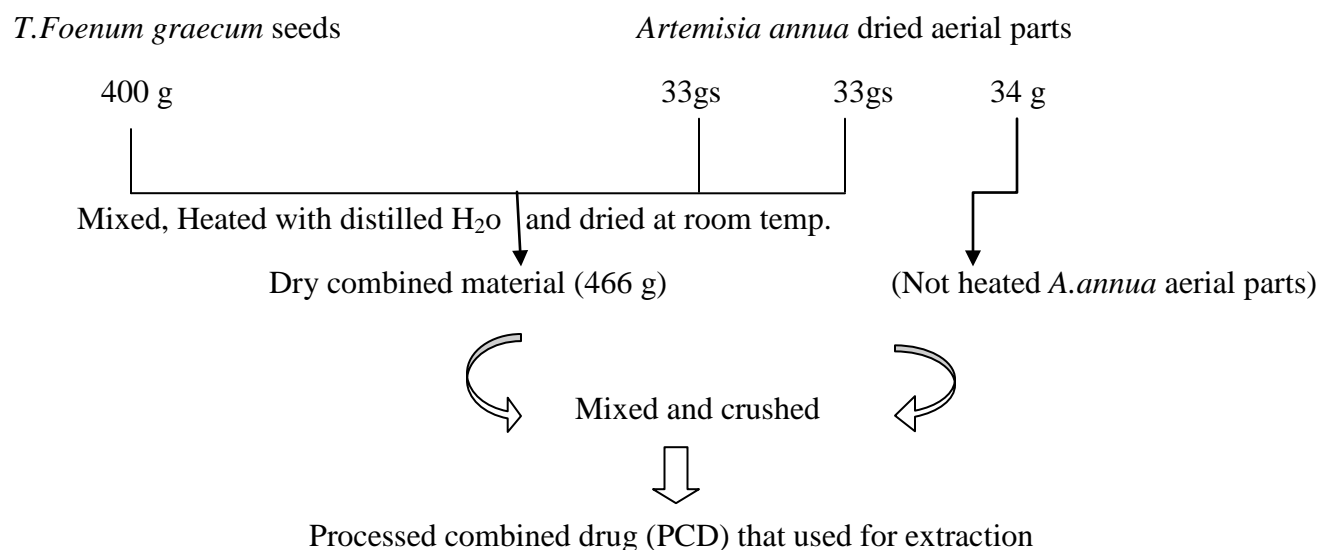 T.Foenum graecum seeds Artemisia annua dried aerial parts
400 g 33gs 33gs 34 g
Mixed, Heated with distilled H₂o and dried at room temp.
Dry combined material (466 g) (Not heated A.annua aerial parts)
Mixed and crushed
Processed combined drug (PCD) that used for extraction